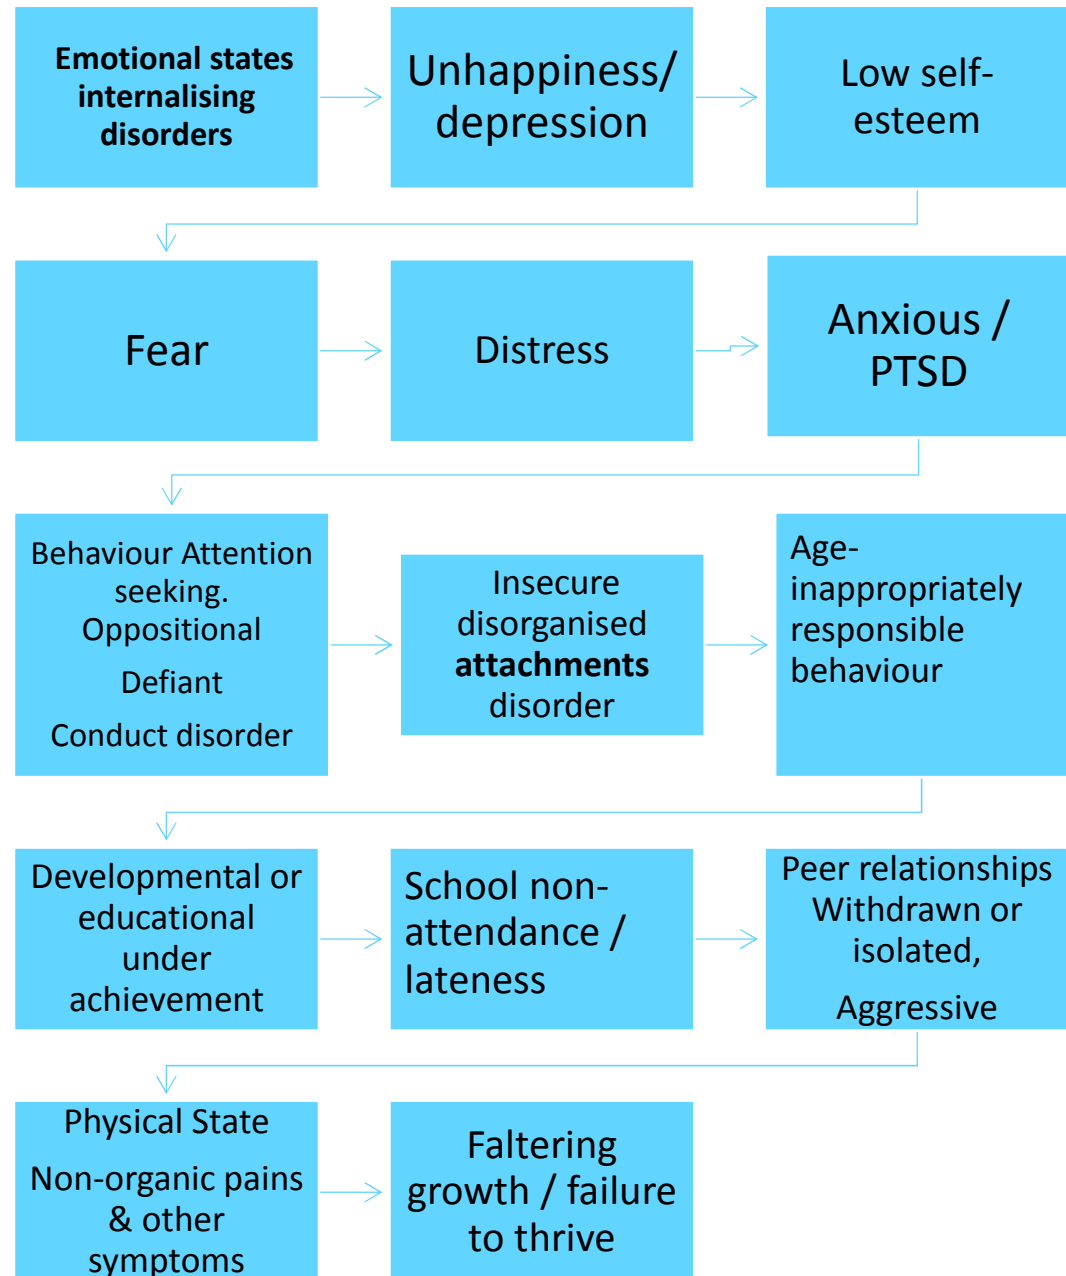 Emotional states
internalising
disorders
Unhappiness/
depression
Low self-
esteem
Fear
Distress
Anxious /
PTSD
Behaviour Attention
seeking.
Oppositional
Defiant
Conduct disorder
Insecure
disorganised
attachments
disorder
Age-
inappropriately
responsible
behaviour
Developmental or
educational
under
achievement
School non-
attendance /
lateness
Peer relationships
Withdrawn or
isolated,
Aggressive
Physical State
Non-organic pains
& other
symptoms
Faltering
growth / failure
to thrive